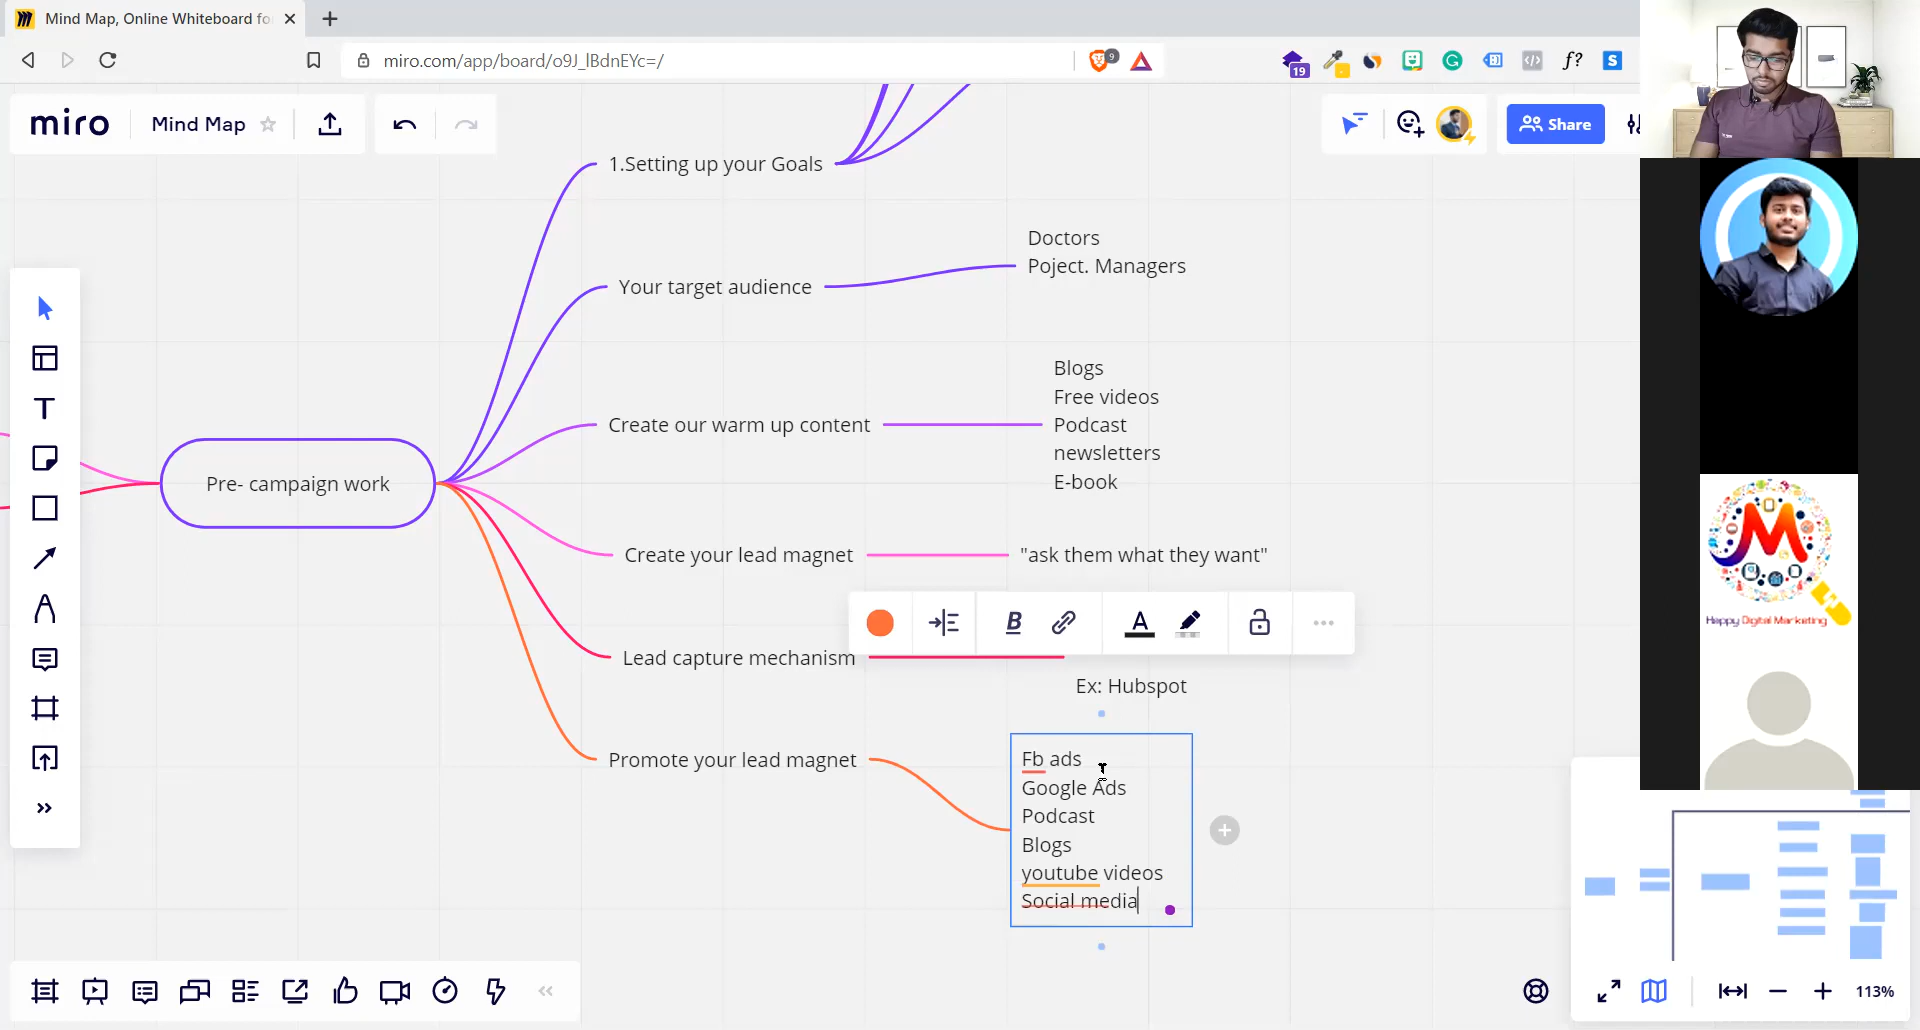 Mind Map, Online Whiteboard fo
miro.com/app/board/o9J_lBdnEYc=/
9
19
f?
S
miro
Mind Map
Share
1.Setting up your Goals
Doctors
Poject. Managers
Your target audience
Blogs
Free videos
Create our warm up content
Podcast
newsletters
E-book
Pre- campaign work
Create your lead magnet
"ask them what they want"
B
A
Lead capture mechanism
Ex: Hubspot
Promote your lead magnet
Fb ads
Google Ads
Podcast
Blogs
youtube videos
Social media
M
Happy Digital Marketing
113%